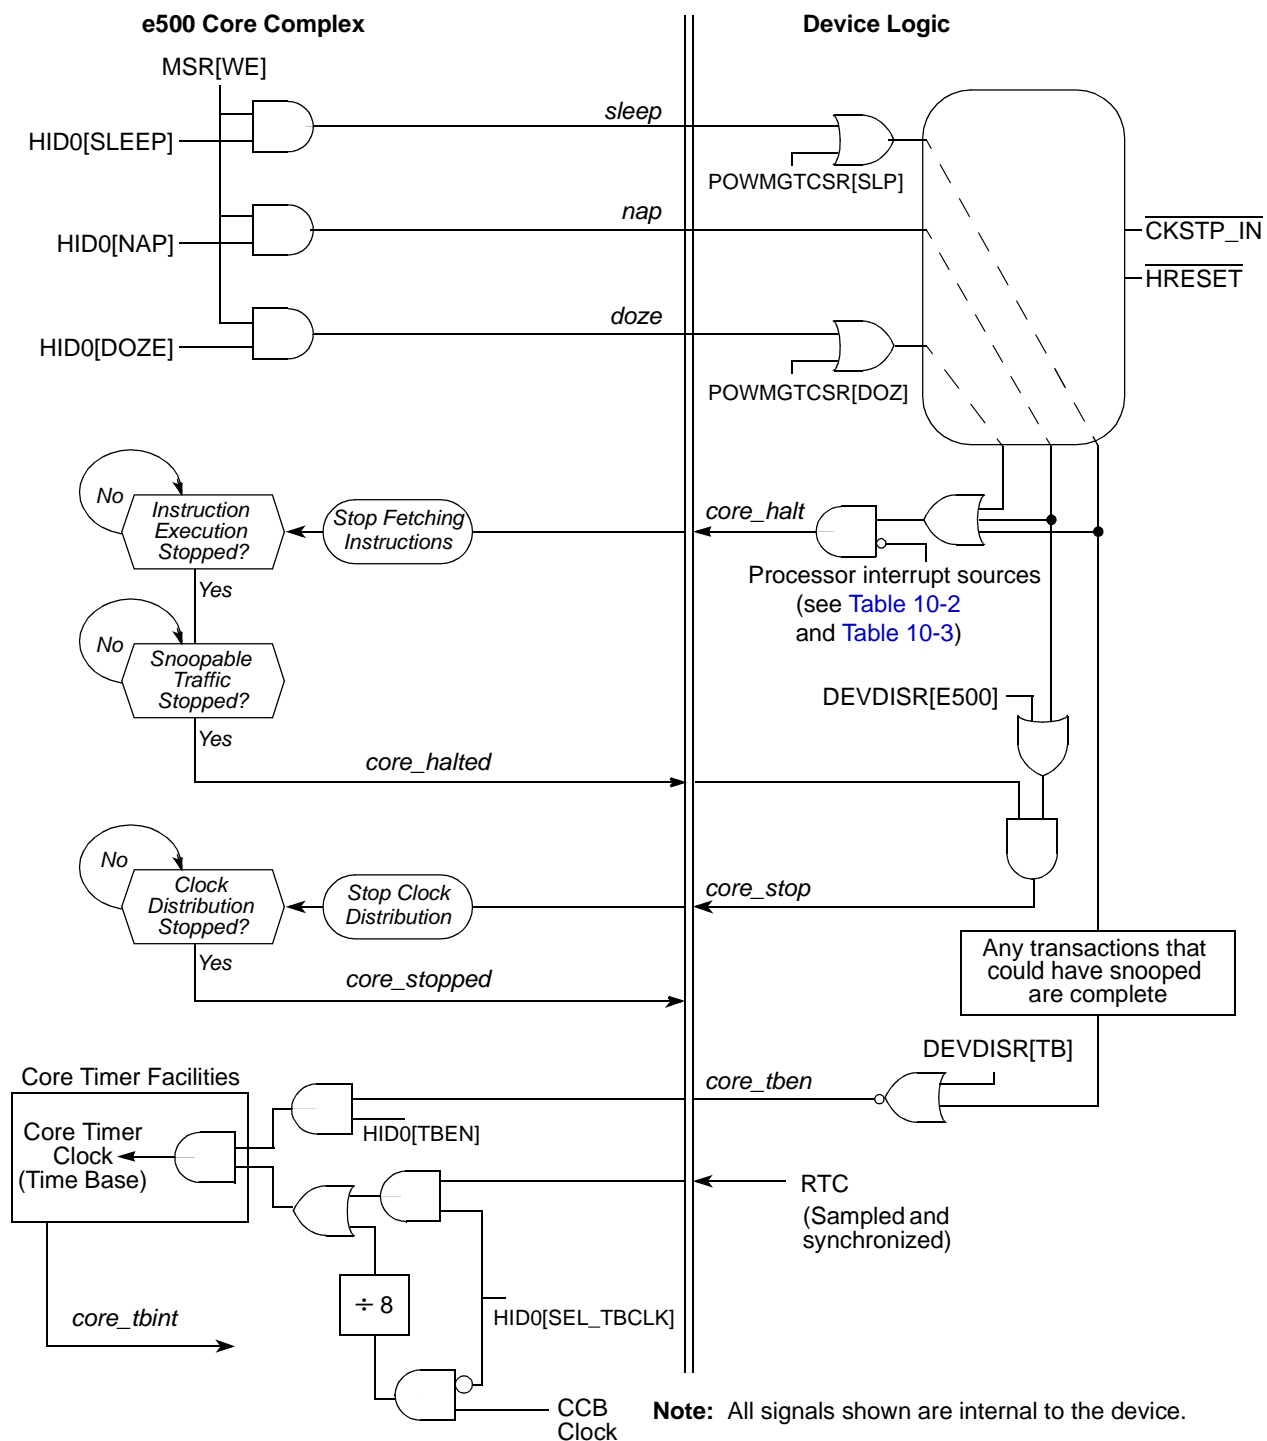 e500 Core Complex
Device Logic
MSR[WE]
sleep
HID0[SLEEP]
POWMGTCSR[SLP]
nap
HID0[NAP]
CKSTP_IN
HRESET
doze
HID0[DOZE]
POWMGTCSR[DOZ]
No
Instruction
Execution
Stopped?
Stop Fetching
Instructions
core_halt
Processor interrupt sources
(see Table 10-2
and Table 10-3)
Yes
No
Snoopable
Traffic
Stopped?
DEVDISR[E500]
Yes
core_halted
No
Clock
Distribution
Stopped?
Stop Clock
Distribution
core_stop
Any transactions that
could have snooped
are complete
Yes
core_stopped
DEVDISR[TB]
Core Timer Facilities
core_tben
Core Timer
Clock
(Time Base)
HID0[TBEN]
RTC
(Sampled and
synchronized)
÷ 8
HID0[SEL_TBCLK]
core_tbint
CCB
Clock
Note: All signals shown are internal to the device.